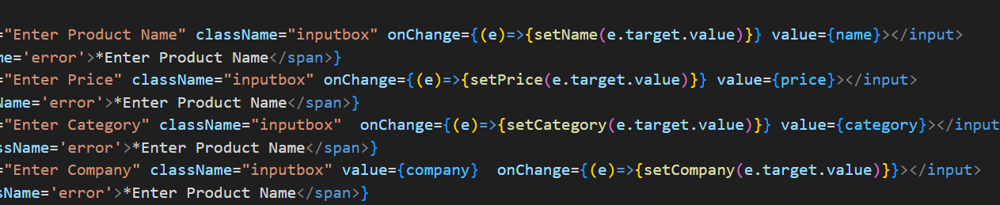 ="Enter Product Name" className="inputbox" onChange={(e)=>{setName(e.target.value)}} value={name}></input>
me='error'>*Enter Product Name</span>}
="Enter Price" className="inputbox" onChange={(e)=>{setPrice(e.target.value)}} value={price}></input>
Name='error'>*Enter Product Name</span>}
="Enter Category" className="inputbox"  onChange={(e)=>{setCategory(e.target.value)}} value={category}></input
ssName='error'>*Enter Product Name</span>}
="Enter Company" className="inputbox" value={company}  onChange={(e)=>{setCompany(e.target.value)}}></input>
sName='error'>*Enter Product Name</span>}